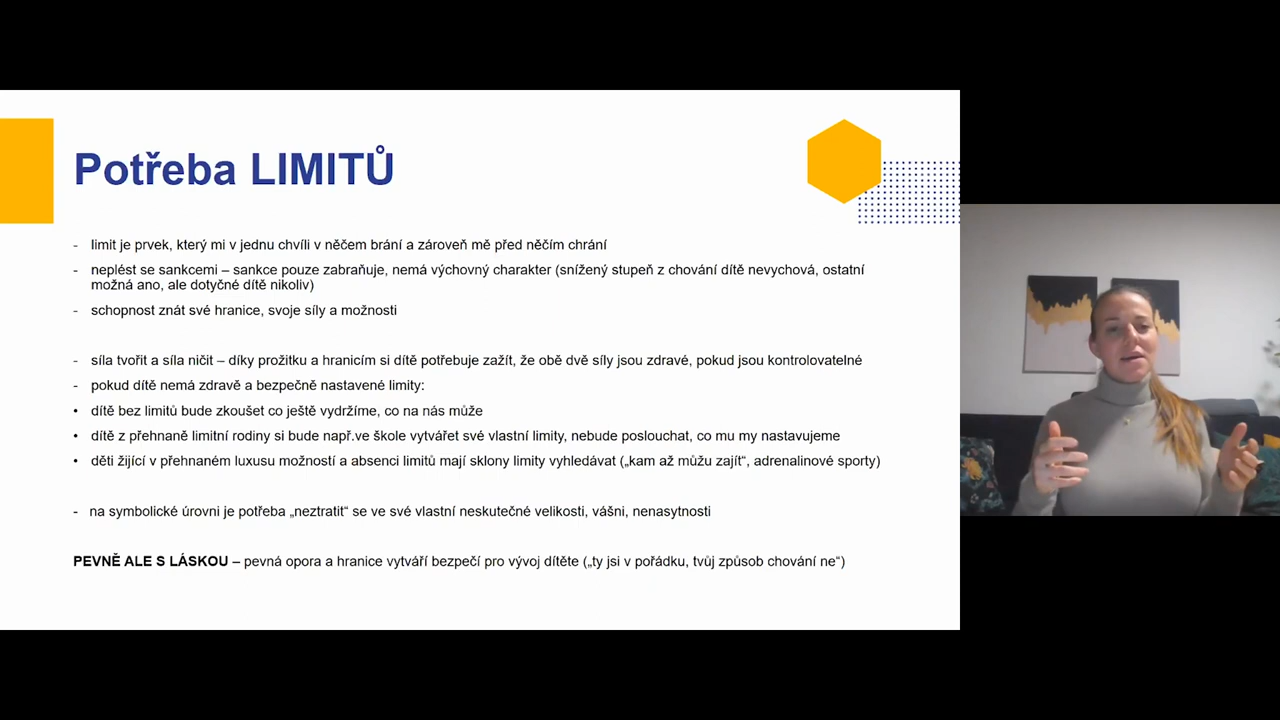 Potřeba LIMITŮ
- limit je prvek, který mi v jednu chvíli v něčem brání a zároveň mě před něčím chrání
- neplést se sankcemi – sankce pouze zabraňuje, nemá výchovný charakter (snížený stupeň z chování dítě nevychová, ostatní
možná ano, ale dotyčné dítě nikoliv)
- schopnost znát své hranice, svoje síly a možnosti
- síla tvořit a síla ničit – díky prožitku a hranicím si dítě potřebuje zažít, že obě dvě síly jsou zdravé, pokud jsou kontrolovatelné
- pokud dítě nemá zdravě a bezpečně nastavené limity:
• dítě bez limitů bude zkoušet co ještě vydržíme, co na nás může
• dítě z přehnaně limitní rodiny si bude např.ve škole vytvářet své vlastní limity, nebude poslouchat, co mu my nastavujeme
• děti žijící v přehnaném luxusu možností a absenci limitů mají sklony limity vyhledávat („kam až můžu zajít“, adrenalinové sporty)
- na symbolické úrovni je potřeba „neztratit“ se ve své vlastní neskutečné velikosti, vášni, nenasytnosti
PEVNĚ ALE S LÁSKOU – pevná opora a hranice vytváří bezpečí pro vývoj dítěte („ty jsi v pořádku, tvůj způsob chování ne“)